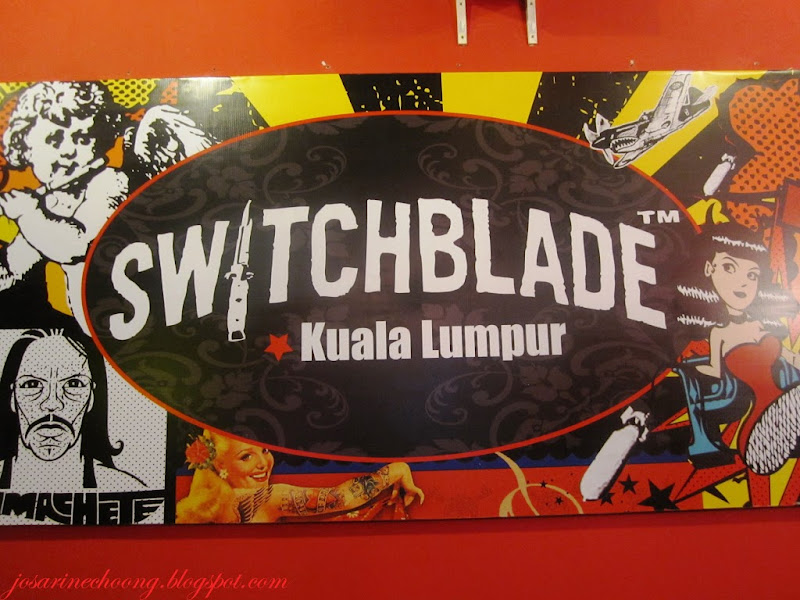 SWITCHBLADE™
Kuala Lumpur
MACHETE
josarinechoong.blogspot.com